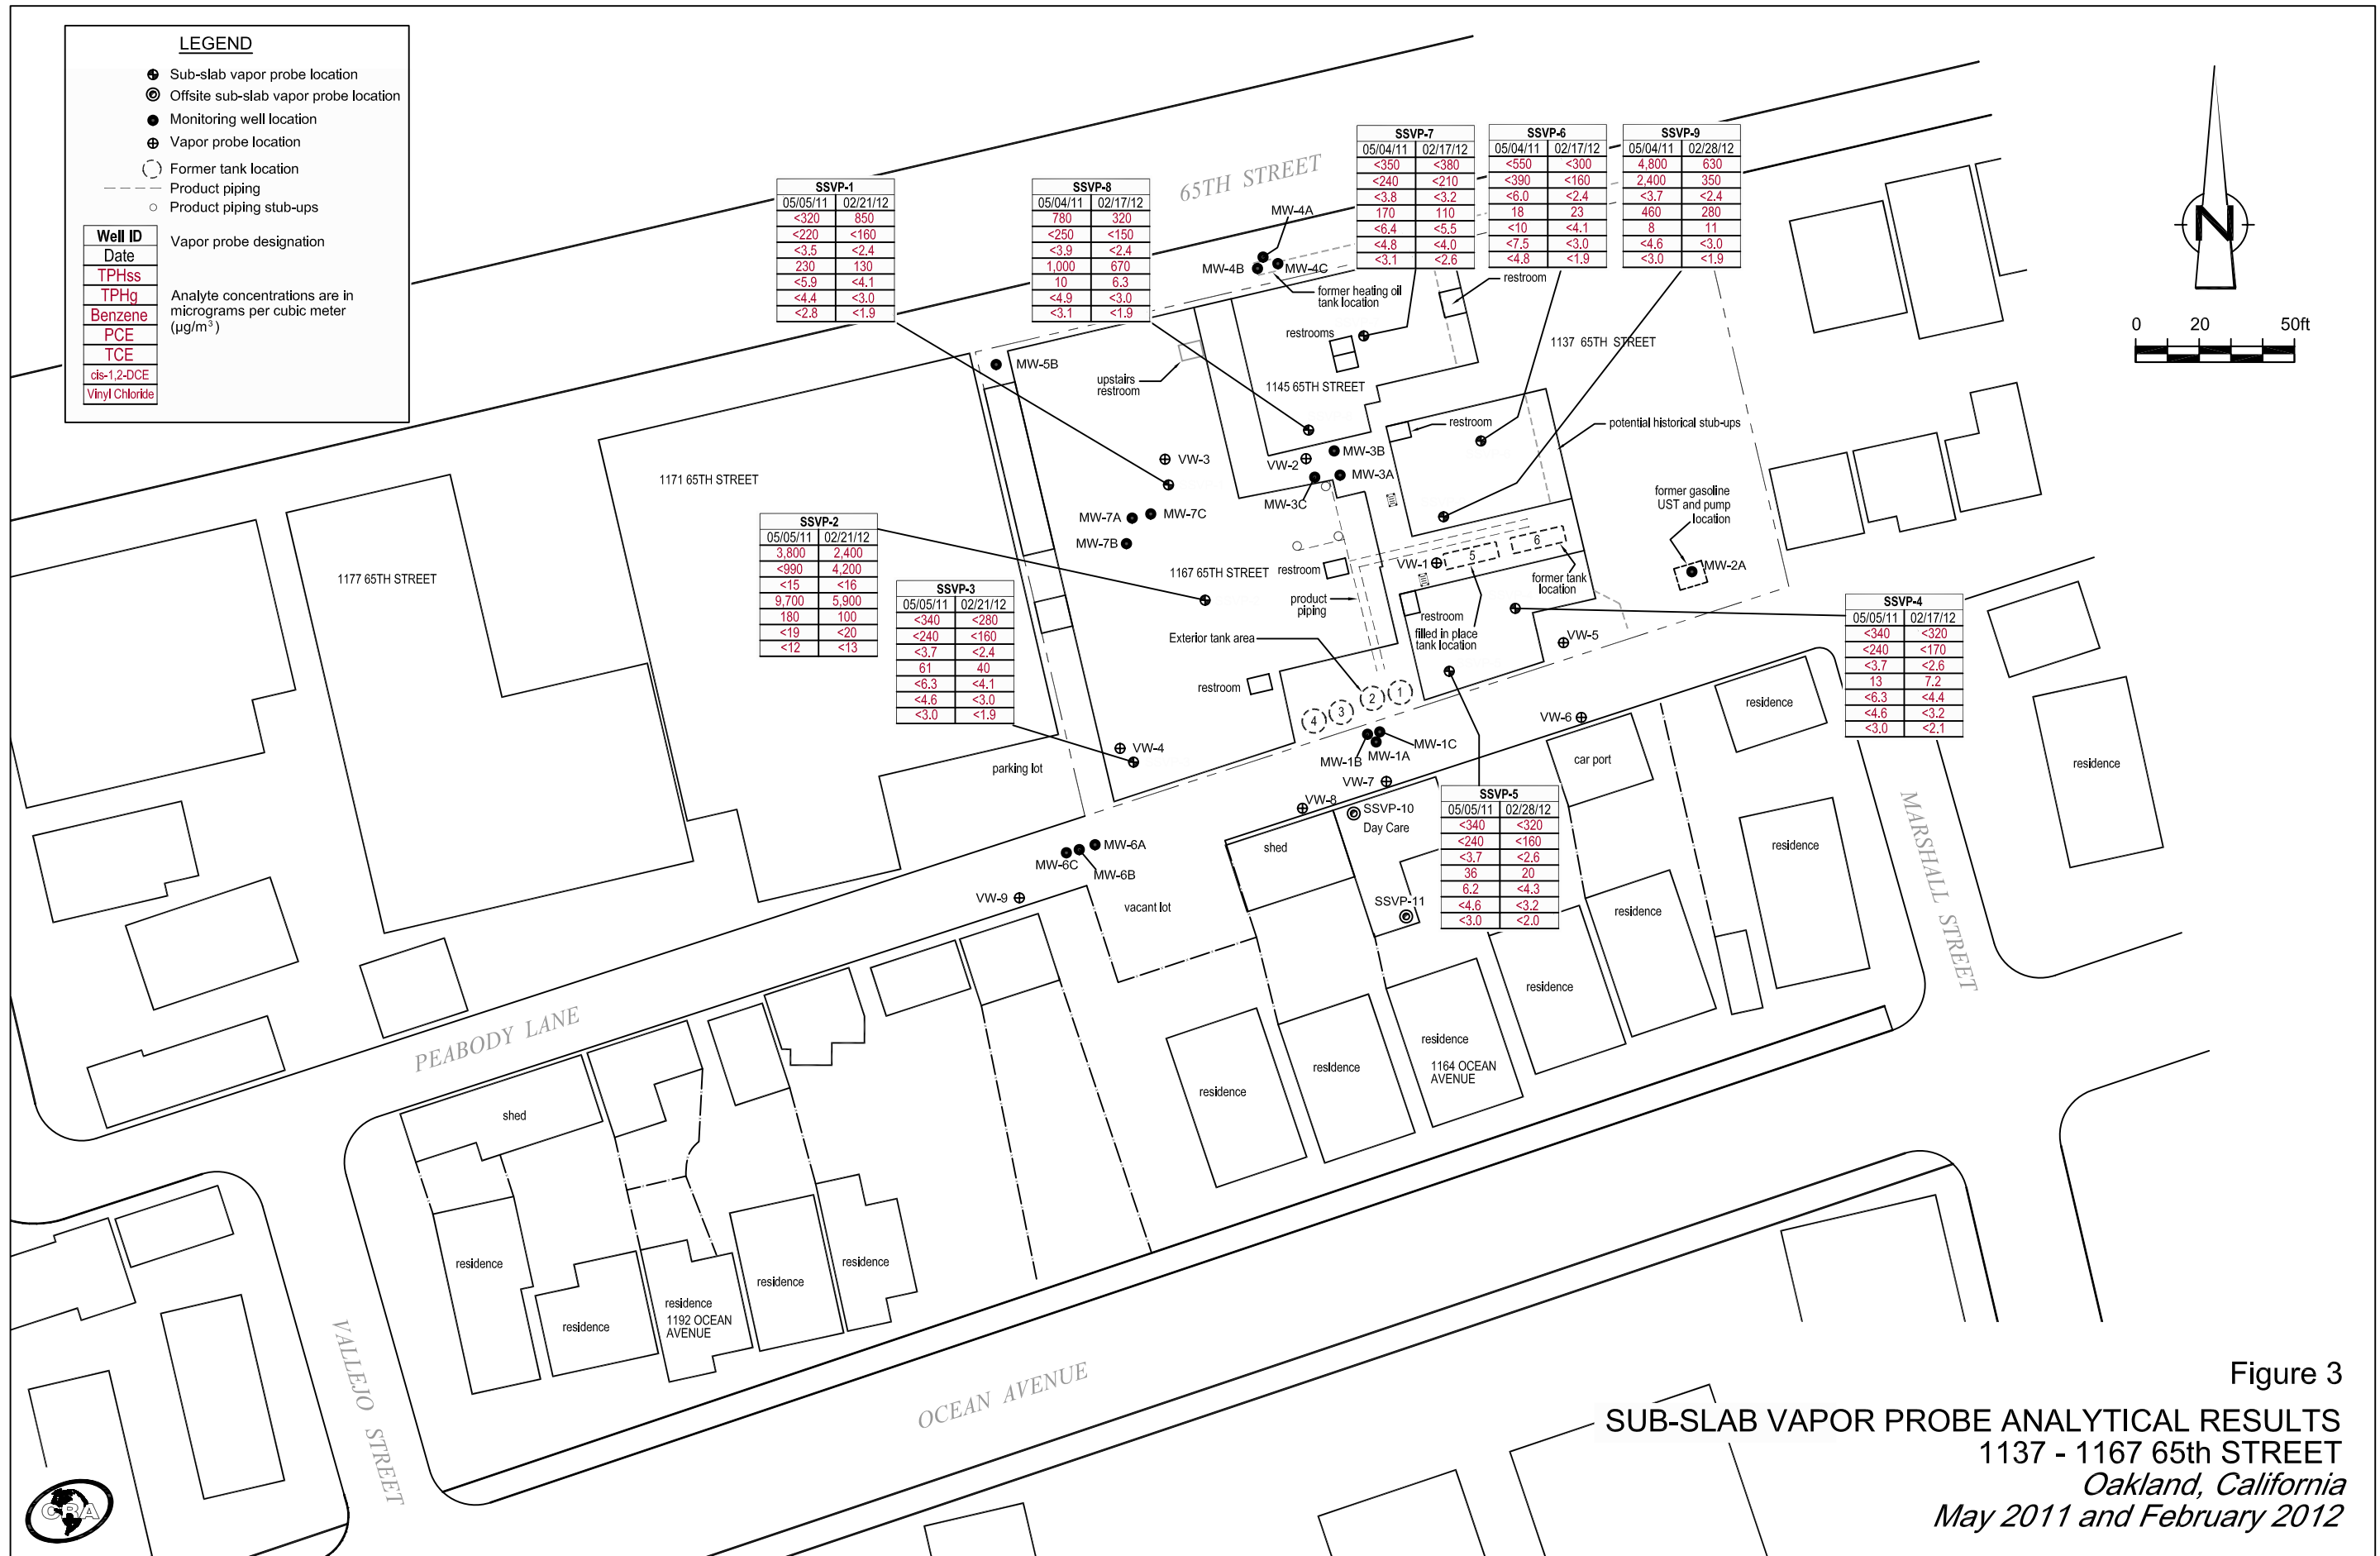 LEGEND
Sub-slab vapor probe location
Offsite sub-slab vapor probe location
Monitoring well location
Vapor probe location
Former tank location
Product piping
Product piping stub-ups
Well ID
Vapor probe designation
Date
TPHss
TPHg
Benzene
PCE
TCE
cis-1,2-DCE
Vinyl Chloride
Analyte concentrations are in
micrograms per cubic meter
(µg/m³)
SSVP-1
05/05/11 02/21/12
<320 850
<220 <160
<3.5 <2.4
230 130
<5.9 <4.1
<4.4 <3.0
<2.8 <1.9
SSVP-8
05/04/11 02/17/12
780 320
<250 <150
<3.9 <2.4
1,000 670
10 6.3
<4.9 <3.0
<3.1 <1.9
SSVP-7
05/04/11 02/17/12
<350 <380
<240 <210
<3.8 <3.2
170 110
<6.4 <5.5
<4.8 <4.0
<3.1 <2.6
SSVP-6
05/04/11 02/17/12
<550 <300
<390 <160
<6.0 <2.4
18 23
<10 <4.1
<7.5 <3.0
<4.8 <1.9
SSVP-9
05/04/11 02/28/12
4,800 630
2,400 350
<3.7 <2.4
460 280
8 11
<4.6 <3.0
<3.0 <1.9
65TH STREET
N
0 20 50ft
MW-4A
MW-4B
MW-4C
former heating oil
tank location
restroom
restrooms
1137 65TH STREET
MW-5B
upstairs
restroom
1145 65TH STREET
restroom
potential historical stub-ups
VW-3
VW-2
MW-3B
MW-3A
MW-3C
1171 65TH STREET
MW-7A
MW-7C
MW-7B
former gasoline
UST and pump
location
MW-2A
1177 65TH STREET
1167 65TH STREET
restroom
VW-1
5
6
former tank
location
product
piping
restroom
filled in place
tank location
Exterior tank area
VW-5
restroom
4
3
2
1
SSVP-2
05/05/11 02/21/12
3,800 2,400
<990 4,200
<15 <16
9,700 5,900
180 100
<19 <20
<12 <13
SSVP-3
05/05/11 02/21/12
<340 <280
<240 <160
<3.7 <2.4
61 40
<6.3 <4.1
<4.6 <3.0
<3.0 <1.9
SSVP-4
05/05/11 02/17/12
<340 <320
<240 <170
<3.7 <2.6
13 7.2
<6.3 <4.4
<4.6 <3.2
<3.0 <2.1
VW-4
parking lot
MW-1C
MW-1B
MW-1A
VW-6
VW-7
VW-8
SSVP-10
Day Care
SSVP-11
car port
residence
residence
residence
residence
SSVP-5
05/05/11 02/28/12
<340 <320
<240 <160
<3.7 <2.6
36 20
6.2 <4.3
<4.6 <3.2
<3.0 <2.0
MW-6A
MW-6C
MW-6B
VW-9
vacant lot
shed
MARSHALL STREET
PEABODY LANE
residence
residence
1164 OCEAN
AVENUE
residence
residence
shed
residence
residence
residence
1192 OCEAN
AVENUE
residence
residence
VALLEJO STREET
OCEAN AVENUE
CRA
Figure 3
SUB-SLAB VAPOR PROBE ANALYTICAL RESULTS
1137 - 1167 65th STREET
Oakland, California
May 2011 and February 2012